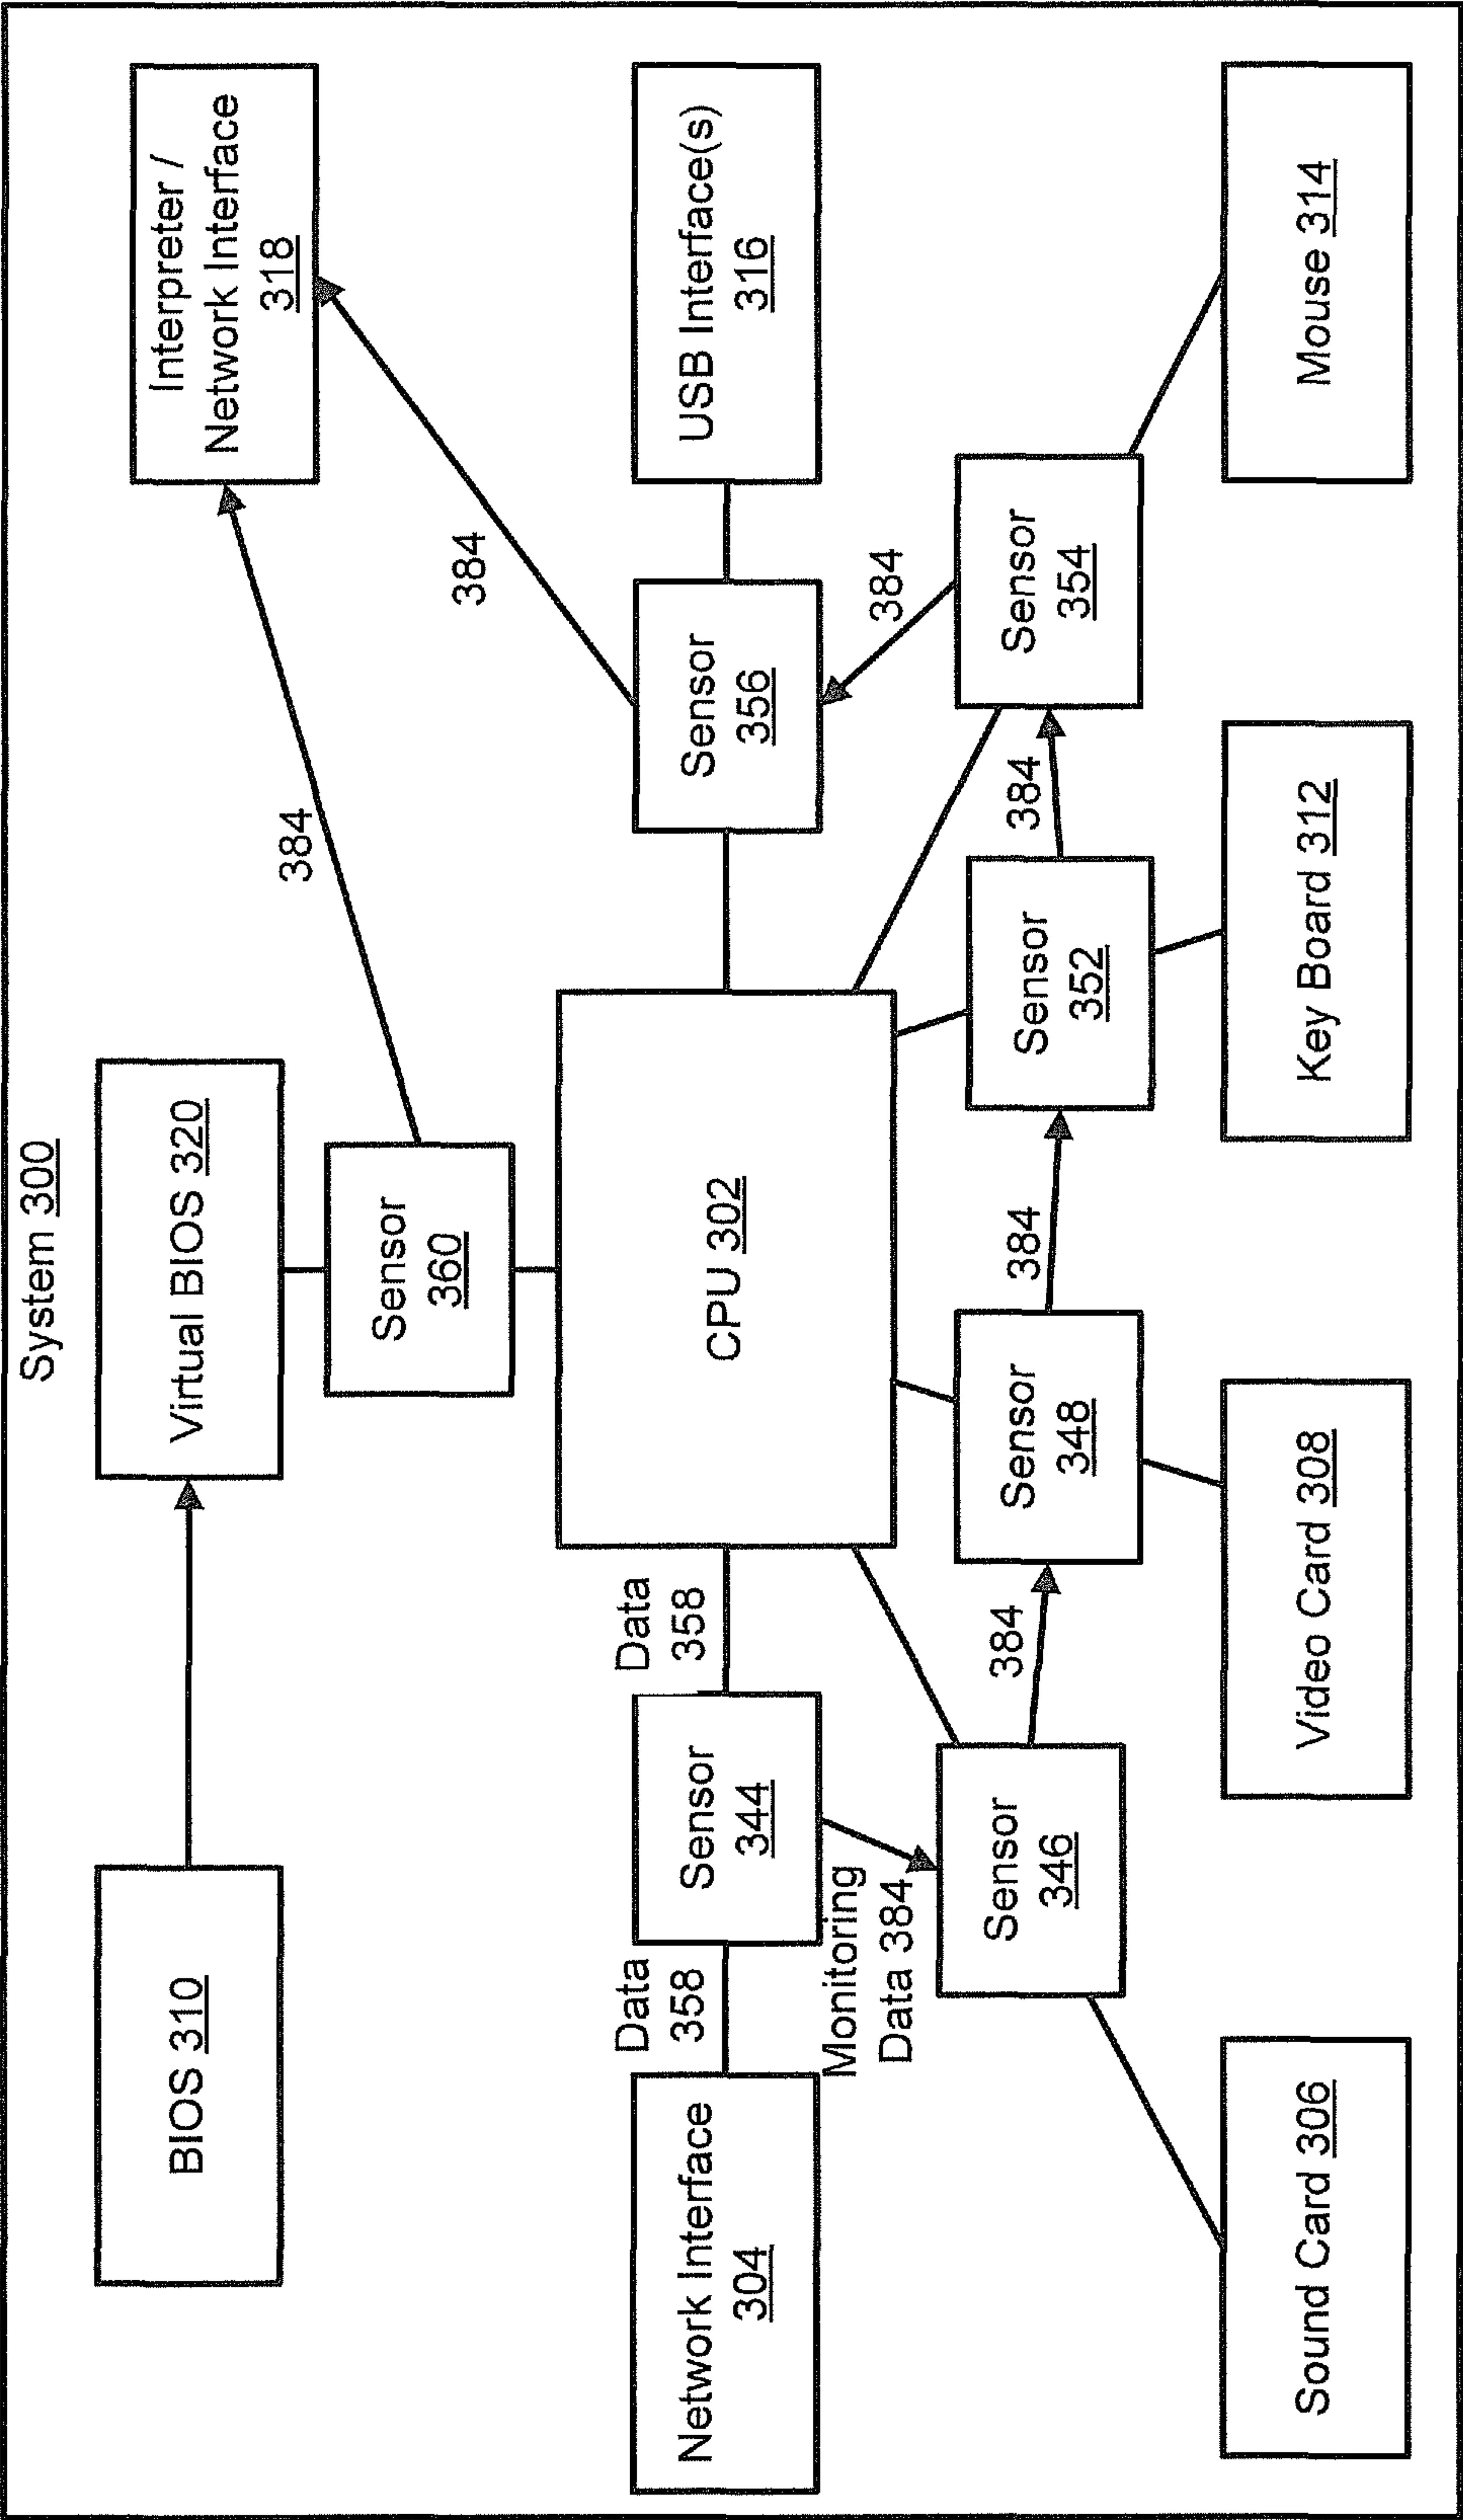 System 300
BIOS 310
Virtual BIOS 320
Interpreter /
Network Interface
318
Sensor
360
384
384
Network Interface
304
Data
358
Sensor
344
Data
358
CPU 302
Sensor
356
USB Interface(s)
316
Monitoring
Data 384
384
Sensor
346
384
Sensor
348
384
Sensor
352
384
Sensor
354
Sound Card 306
Video Card 308
Key Board 312
Mouse 314